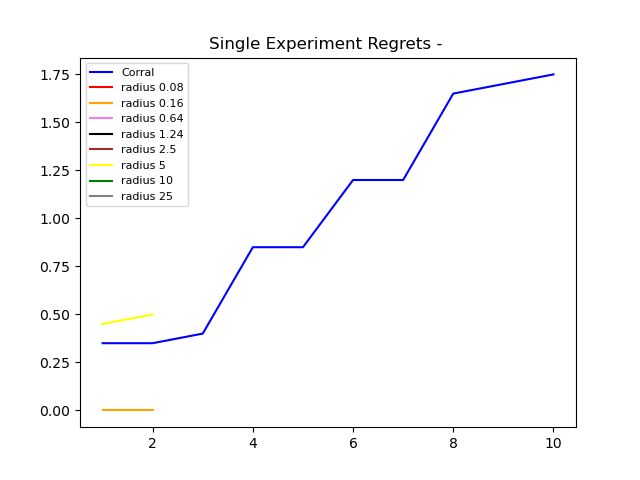 Single Experiment Regrets -
Corral
radius 0.08
radius 0.16
radius 0.64
radius 1.24
radius 2.5
radius 5
radius 10
radius 25
1.75
1.50
1.25
1.00
0.75
0.50
0.25
0.00
2 4 6 8 10